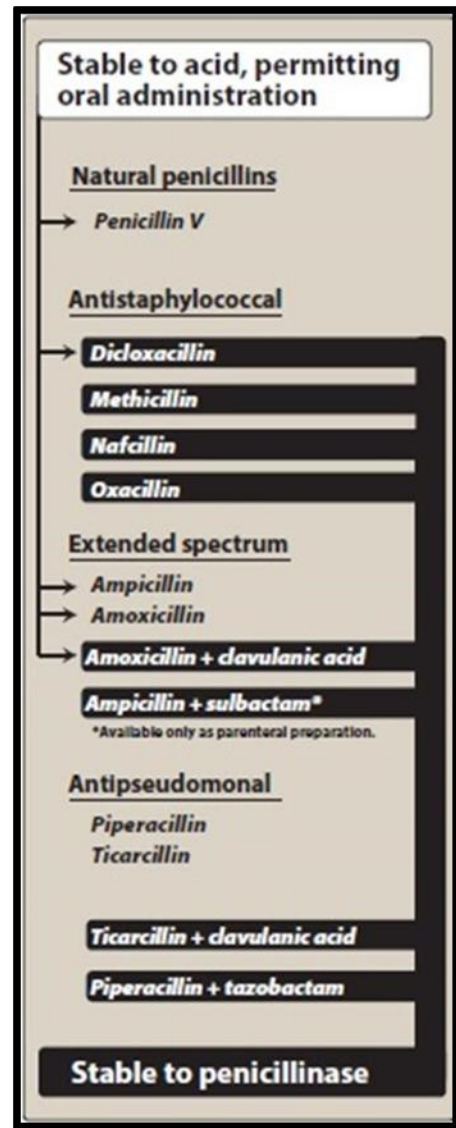 Stable to acid, permitting
oral administration
Natural penicillins
Penicillin V
Antistaphylococcal
Dicloxacillin
Methicillin
Nafcillin
Oxacillin
Extended spectrum
Ampicillin
Amoxicillin
Amoxicillin + clavulanic acid
Ampicillin + sulbactam*
*Available only as parenteral preparation.
Antipseudomonal
Piperacillin
Ticarcillin
Ticarcillin + clavulanic acid
Piperacillin + tazobactam
Stable to penicillinase